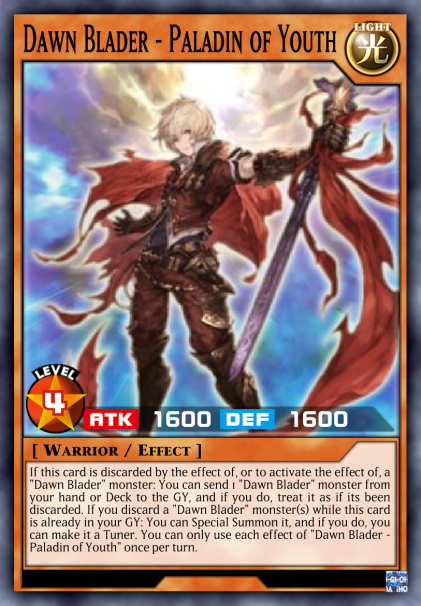 Dawn Blader - Paladin of Youth
LIGHT
光
LEVEL
4
ATK 1600 DEF 1600
[ Warrior / Effect ]
If this card is discarded by the effect of, or to activate the effect of, a
"Dawn Blader" monster: You can send 1 "Dawn Blader" monster from
your hand or Deck to the GY, and if you do, treat it as if its been
discarded. If you discard a "Dawn Blader" monster(s) while this card
is already in your GY: You can Special Summon it, and if you do, you
can make it a Tuner. You can only use each effect of "Dawn Blader -
Paladin of Youth" once per turn.